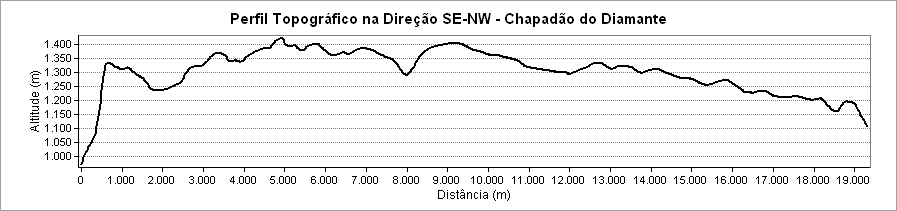 Perfil Topográfico na Direção SE-NW - Chapadão do Diamante
Altitude (m)
1.400
1.350
1.300
1.250
1.200
1.150
1.100
1.050
1.000
0 1.000 2.000 3.000 4.000 5.000 6.000 7.000 8.000 9.000 10.000 11.000 12.000 13.000 14.000 15.000 16.000 17.000 18.000 19.000
Distância (m)